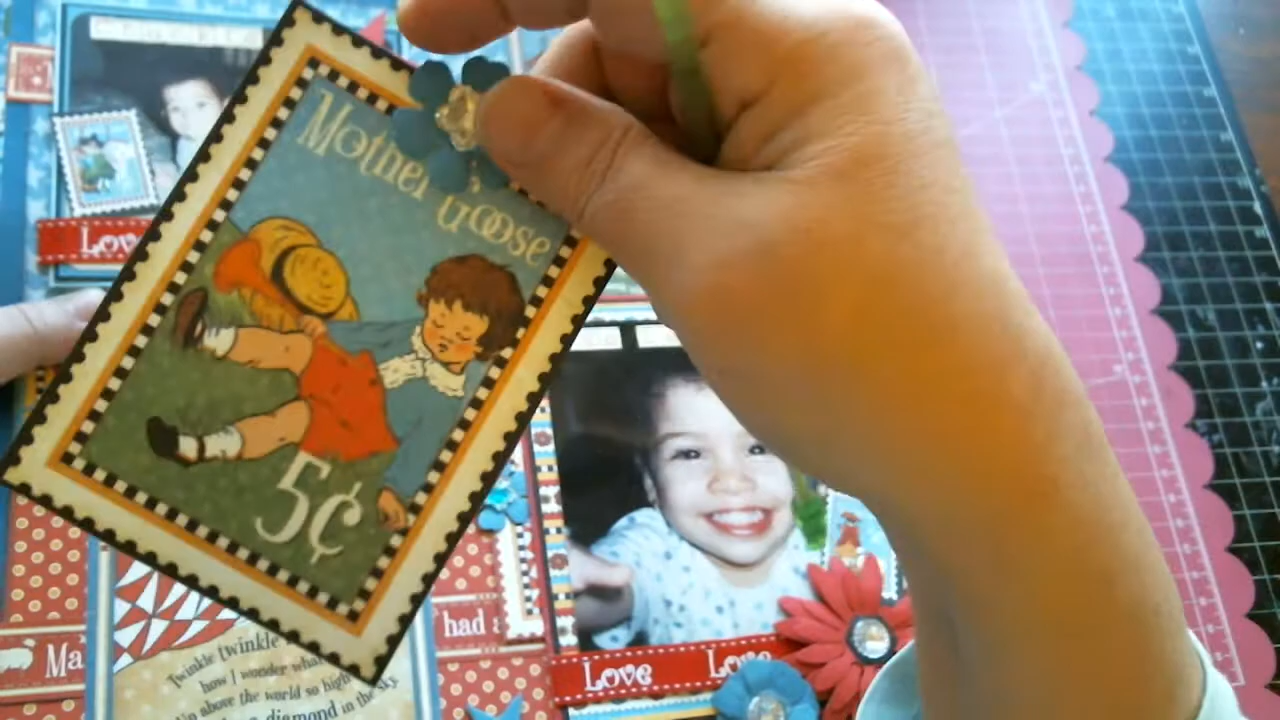 Mother Goose
5¢
Love
Ma
had a
Twinkle twinkle
how I wonder what
above the world so high
diamond in the sky.
Love Love